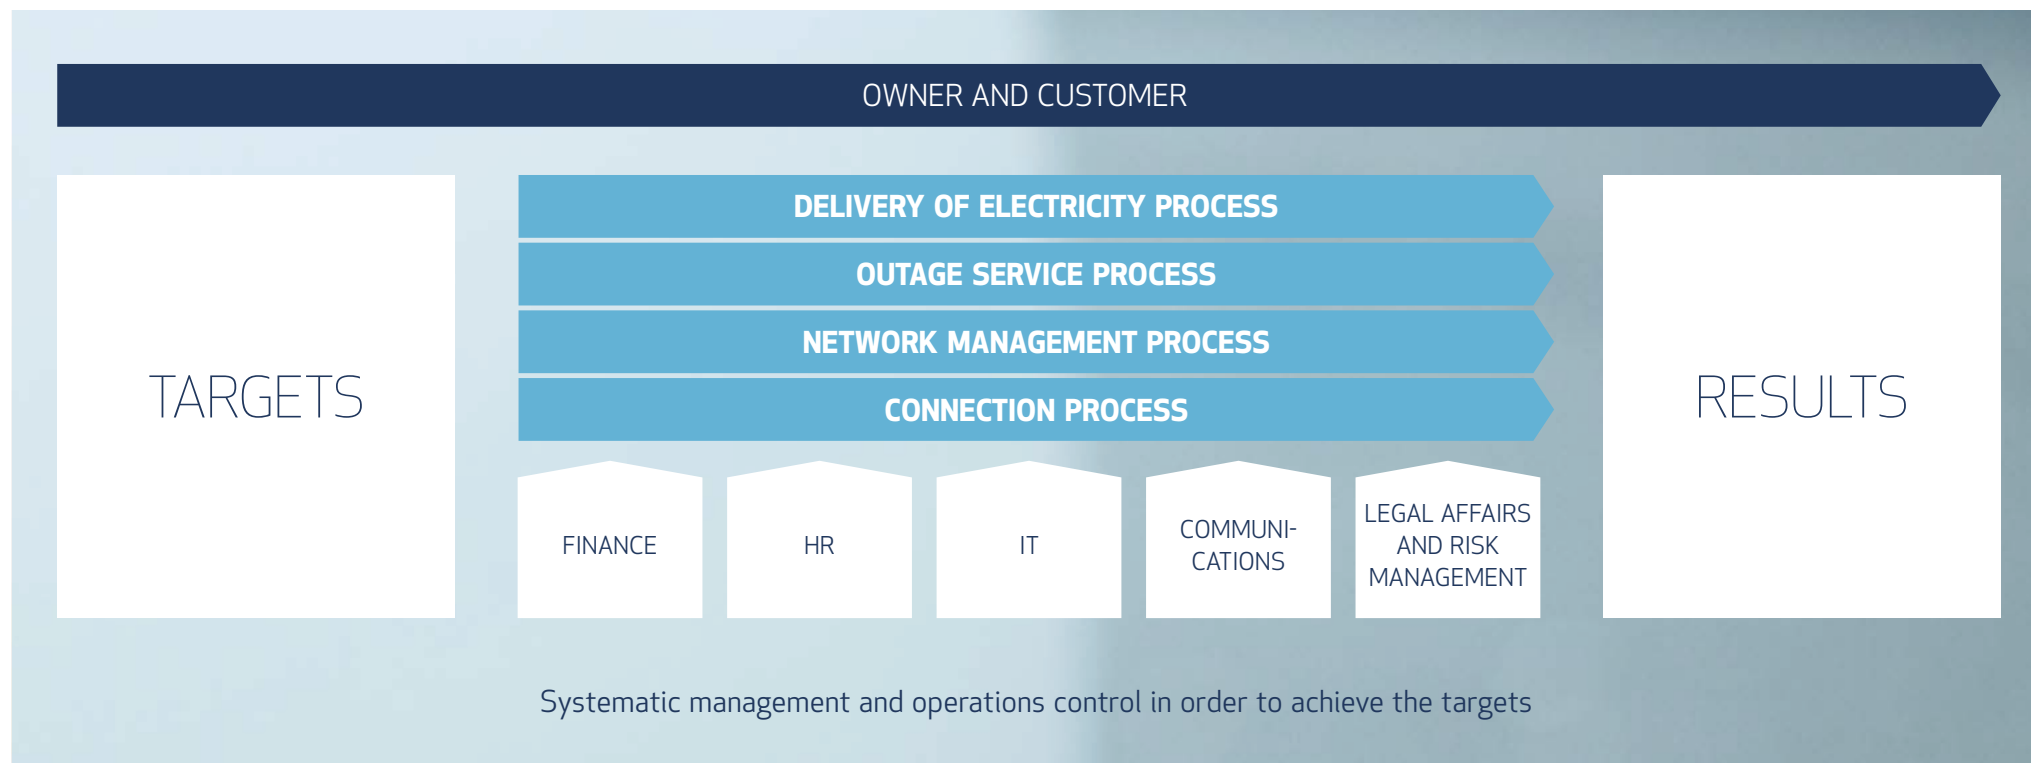 OWNER AND CUSTOMER
TARGETS
DELIVERY OF ELECTRICITY PROCESS
OUTAGE SERVICE PROCESS
NETWORK MANAGEMENT PROCESS
CONNECTION PROCESS
FINANCE
HR
IT
COMMUNI-
CATIONS
LEGAL AFFAIRS
AND RISK
MANAGEMENT
RESULTS
Systematic management and operations control in order to achieve the targets